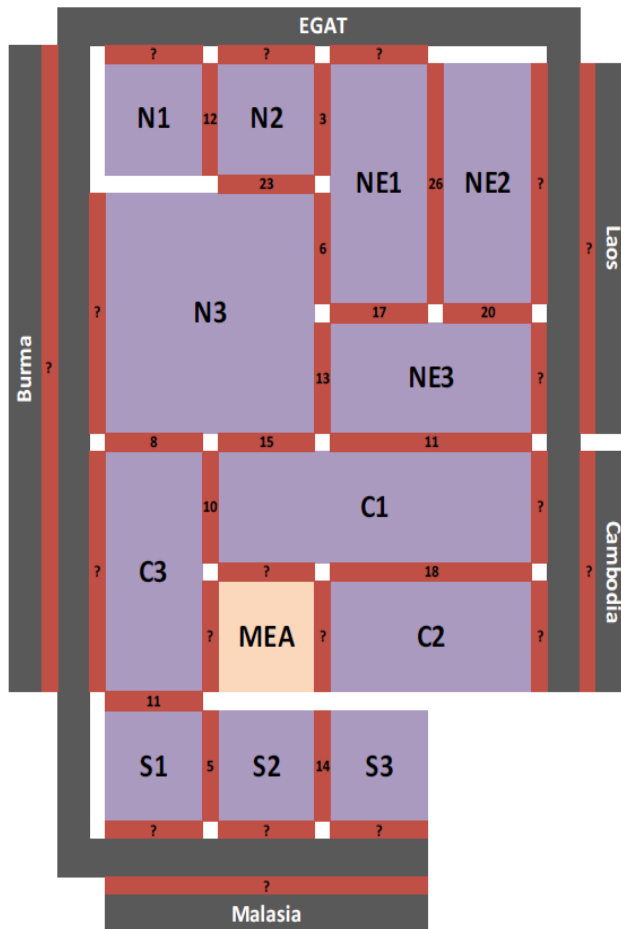 EGAT
? ? ?
N1 12 N2 3
23
NE1 26 NE2 ?
Laos
?
6
?
N3
17 20
Burma
?
13 NE3 ?
8 15 11
10 C1 ?
C3
?
? 18
Cambodia
?
? MEA ? C2 ?
11
S1 5 S2 14 S3
? ? ?
?
Malasia